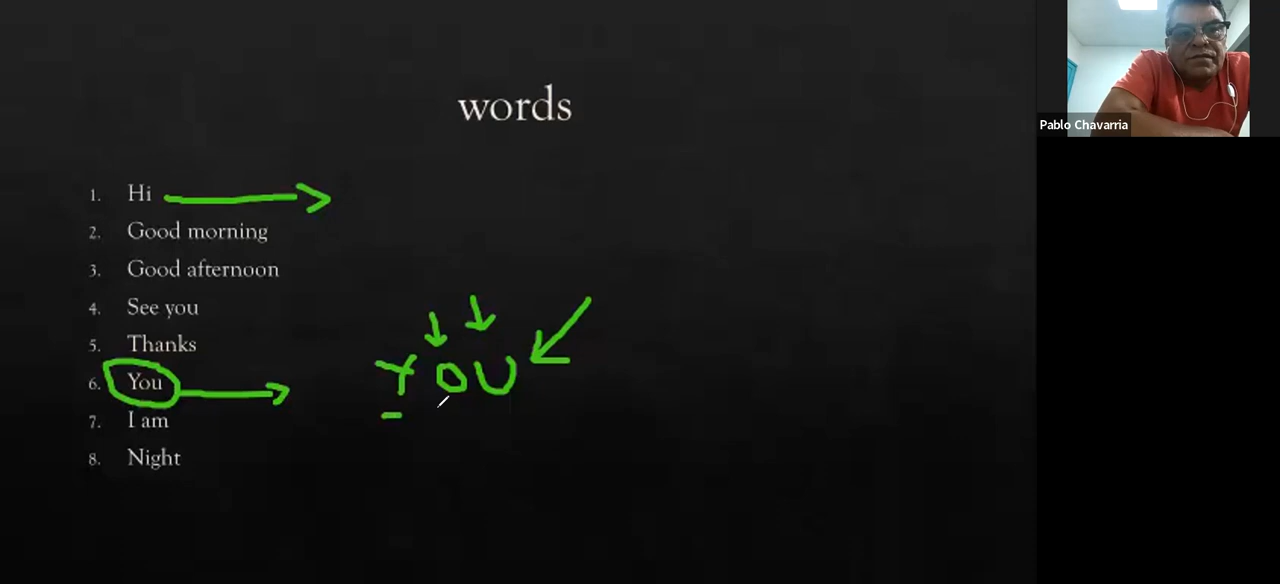 words
1. Hi
2. Good morning
3. Good afternoon
4. See you
5. Thanks
6. You
7. I am
8. Night
YOU
Pablo Chavarria